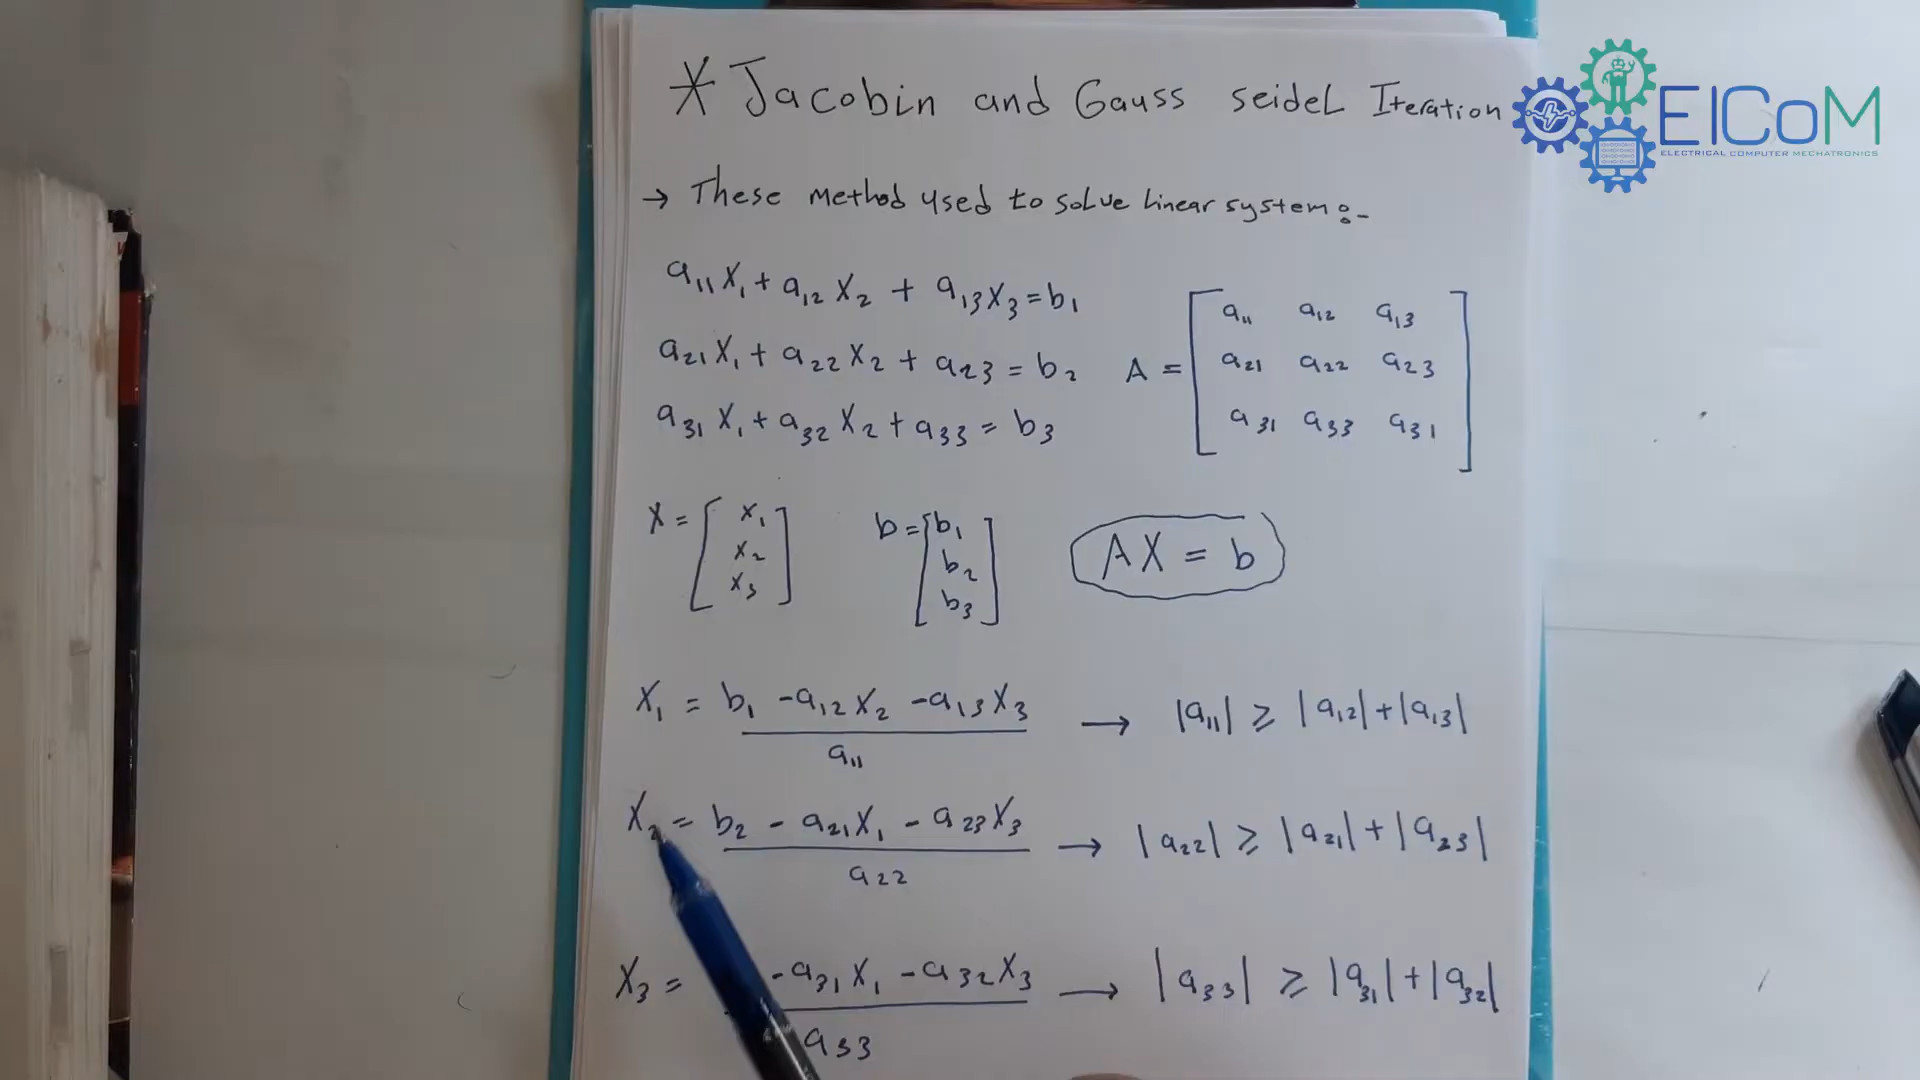 * Jacobin and Gauss seidel Iteration
EICoM
ELECTRICAL COMPUTER MECHATRONICS
→ These method used to solve linear system:-
a11 X1 + a12 X2 + a13 X3 = b1
a21 X1 + a22 X2 + a23 = b2
a31 X1 + a32 X2 + a33 = b3
A = [ a11 a12 a13
a21 a22 a23
a31 a33 a31 ]
X = [ x1
x2
x3 ]
b = [ b1
b2
b3 ]
AX = b
X1 = b1 - a12 X2 - a13 X3 → |a11| ≥ |a12| + |a13|
a11
X2 = b2 - a21 X1 - a23 X3 → |a22| ≥ |a21| + |a23|
a22
X3 = - a31 X1 - a32 X3 → |a33| ≥ |a31| + |a32|
a33